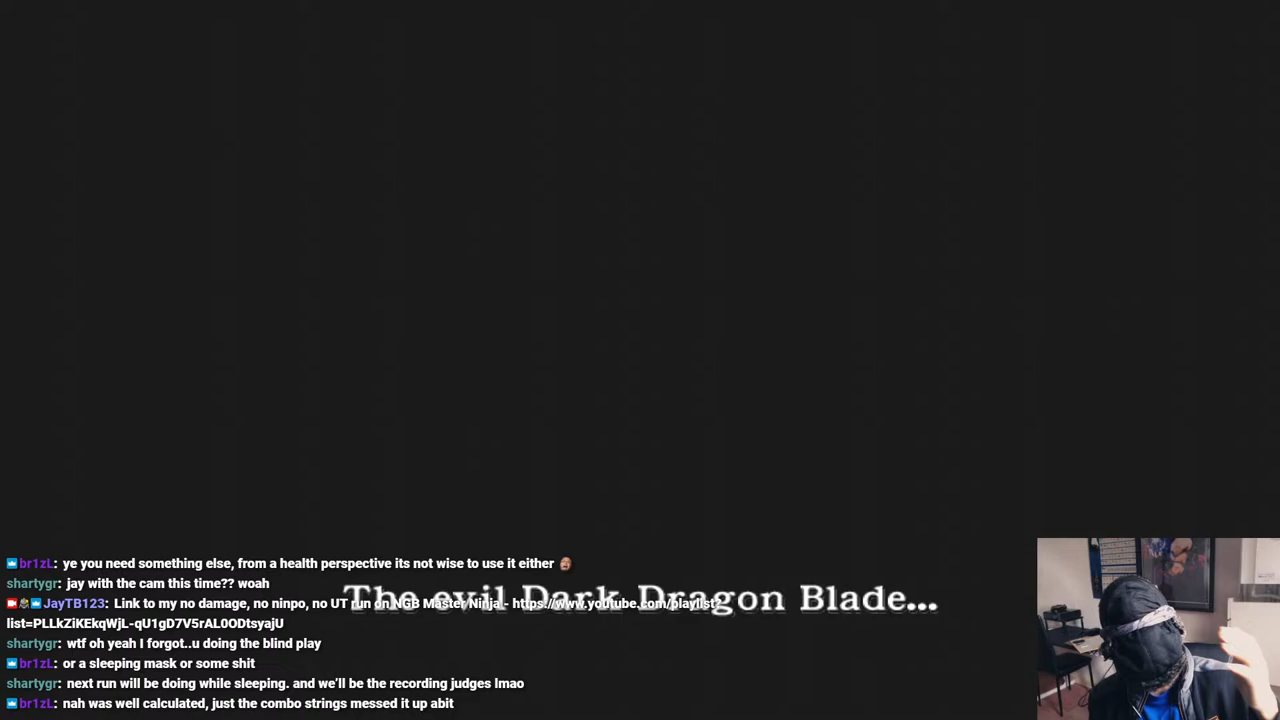 br1zL: ye you need something else, from a health perspective its not wise to use it either
shartygr: jay with the cam this time?? woah
JayTB123: Link to my no damage, no ninpo, no UT run on NGB Master Ninja - https://www.youtube.com/playlist?
list=PLLkZiKEkqWjL-qU1gD7V5rAL0ODtsyajU
The evil Dark Dragon Blade...
shartygr: wtf oh yeah I forgot..u doing the blind play
br1zL: or a sleeping mask or some shit
shartygr: next run will be doing while sleeping. and we’ll be the recording judges lmao
br1zL: nah was well calculated, just the combo strings messed it up abit